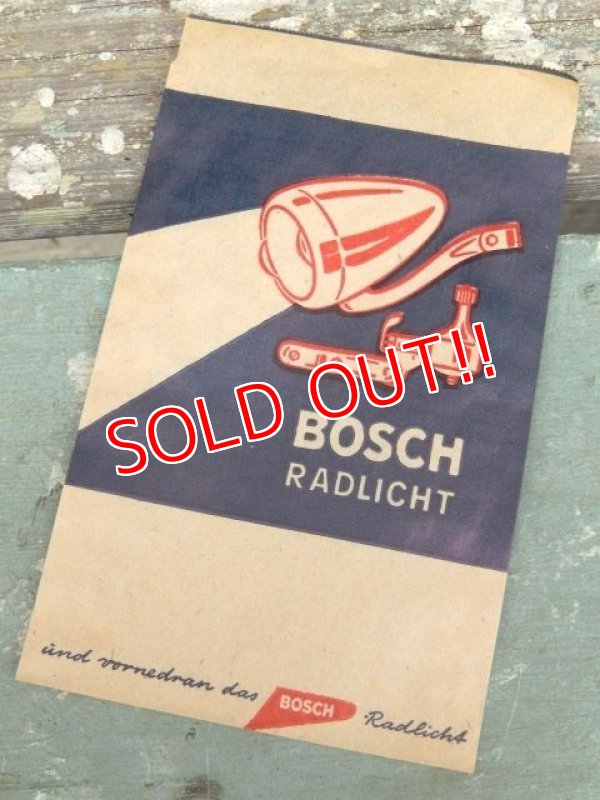 SOLD OUT!!
BOSCH
RADLICHT
und vornedran das BOSCH Radlicht